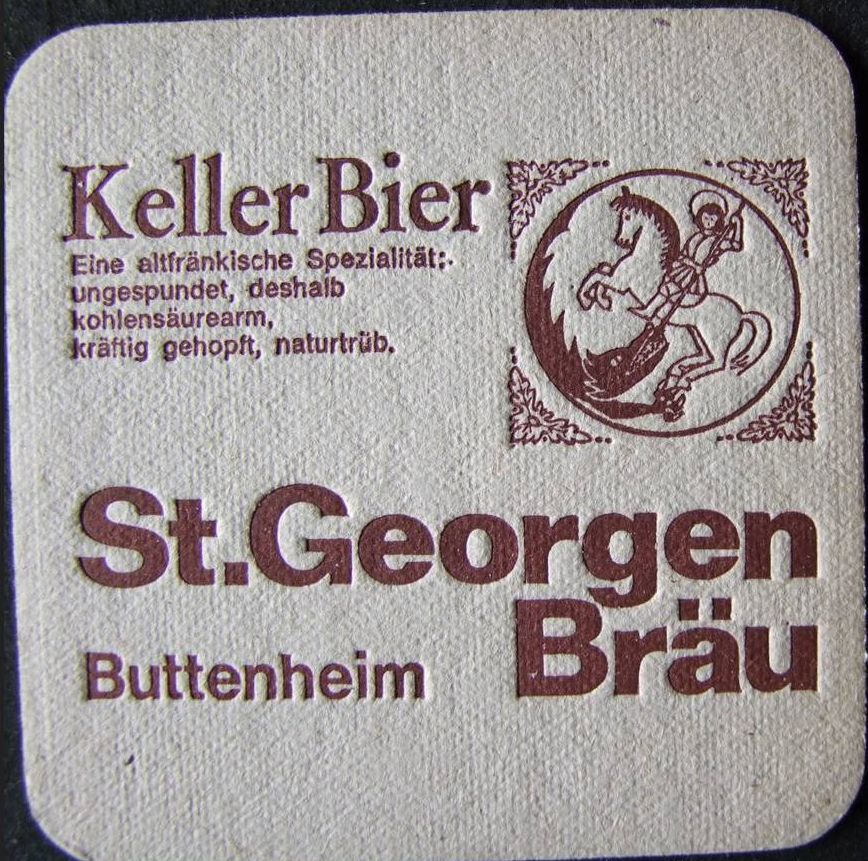 Keller Bier
Eine altfränkische Spezialität:
ungespundet, deshalb
kohlensäurearm,
kräftig gehopft, naturtrüb.
St.Georgen
Bräu
Buttenheim